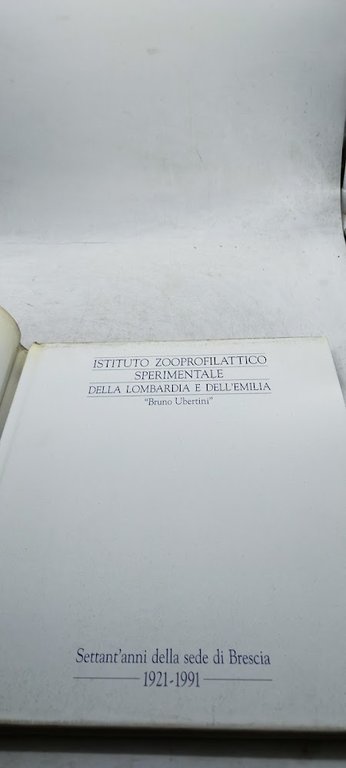 ISTITUTO ZOOPROFILATTICO
SPERIMENTALE
DELLA LOMBARDIA E DELL'EMILIA
"Bruno Ubertini"
Settant'anni della sede di Brescia
1921-1991